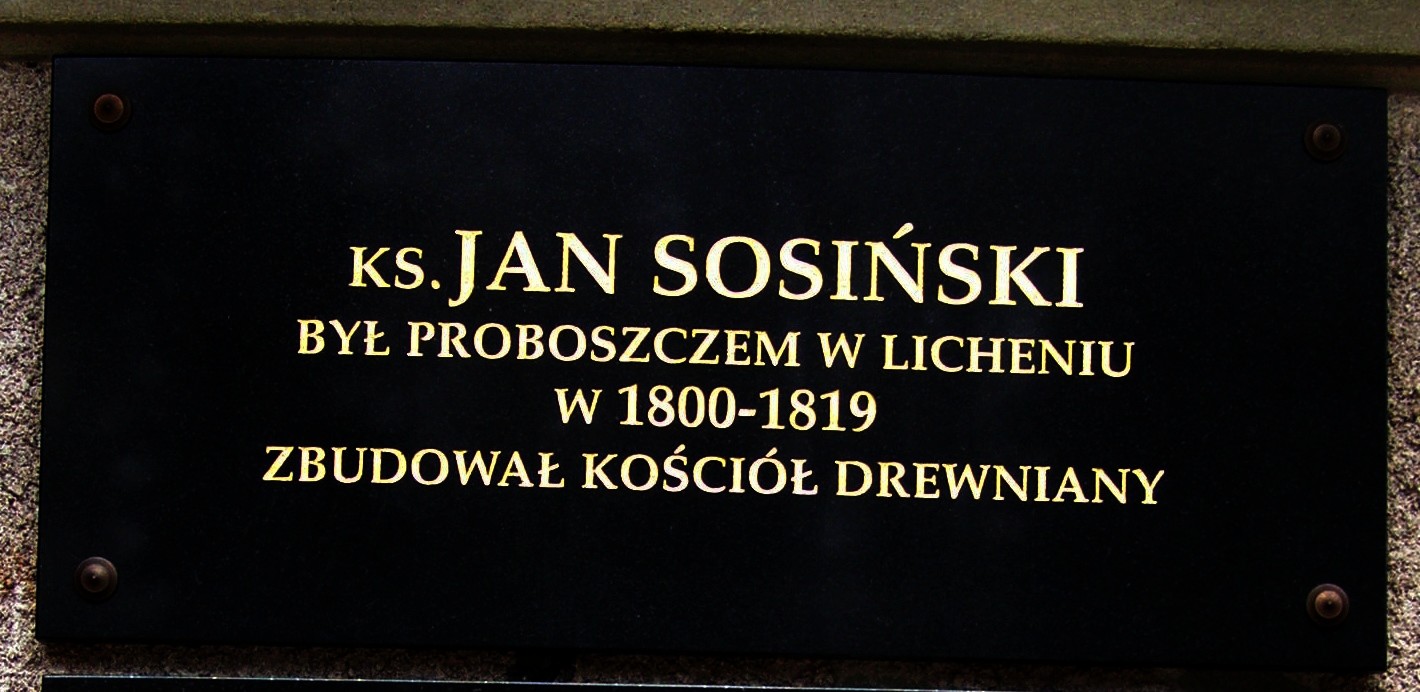 KS. JAN SOSIŃSKI
BYŁ PROBOSZCZEM W LICHENIU
W 1800-1819
ZBUDOWAŁ KOŚCIÓŁ DREWNIANY